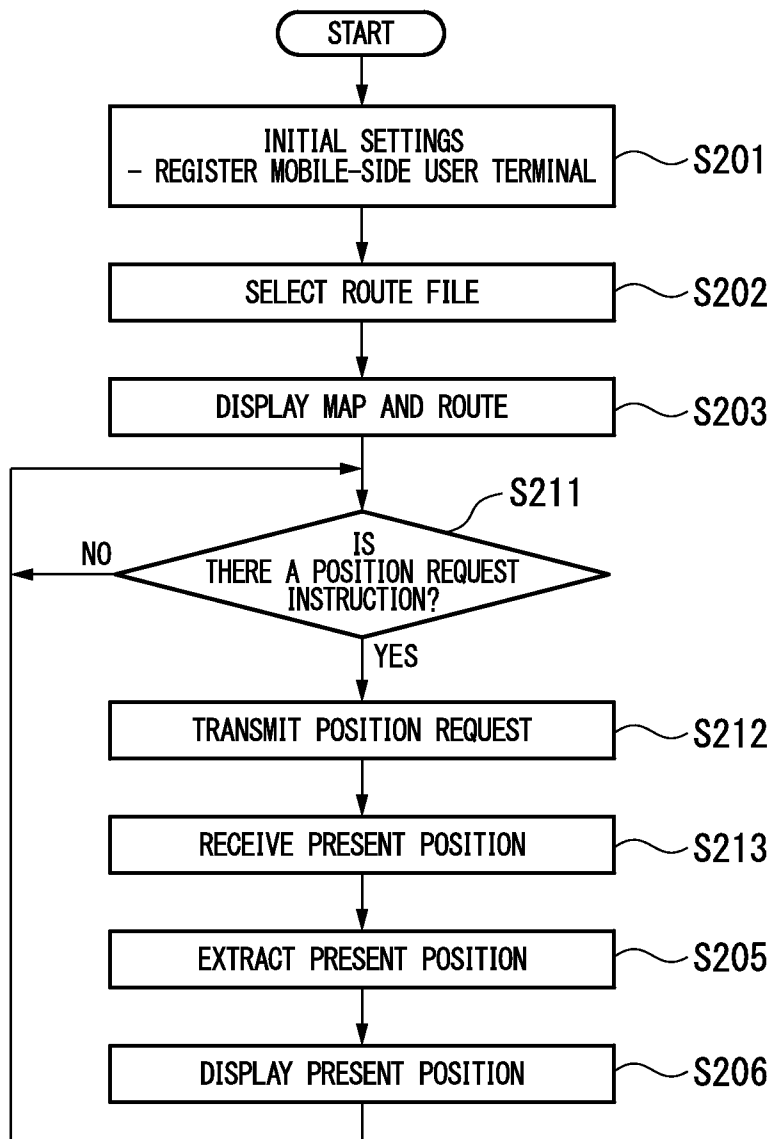 START
INITIAL SETTINGS
- REGISTER MOBILE-SIDE USER TERMINAL
S201
SELECT ROUTE FILE
S202
DISPLAY MAP AND ROUTE
S203
S211
IS
THERE A POSITION REQUEST
INSTRUCTION?
NO
YES
TRANSMIT POSITION REQUEST
S212
RECEIVE PRESENT POSITION
S213
EXTRACT PRESENT POSITION
S205
DISPLAY PRESENT POSITION
S206